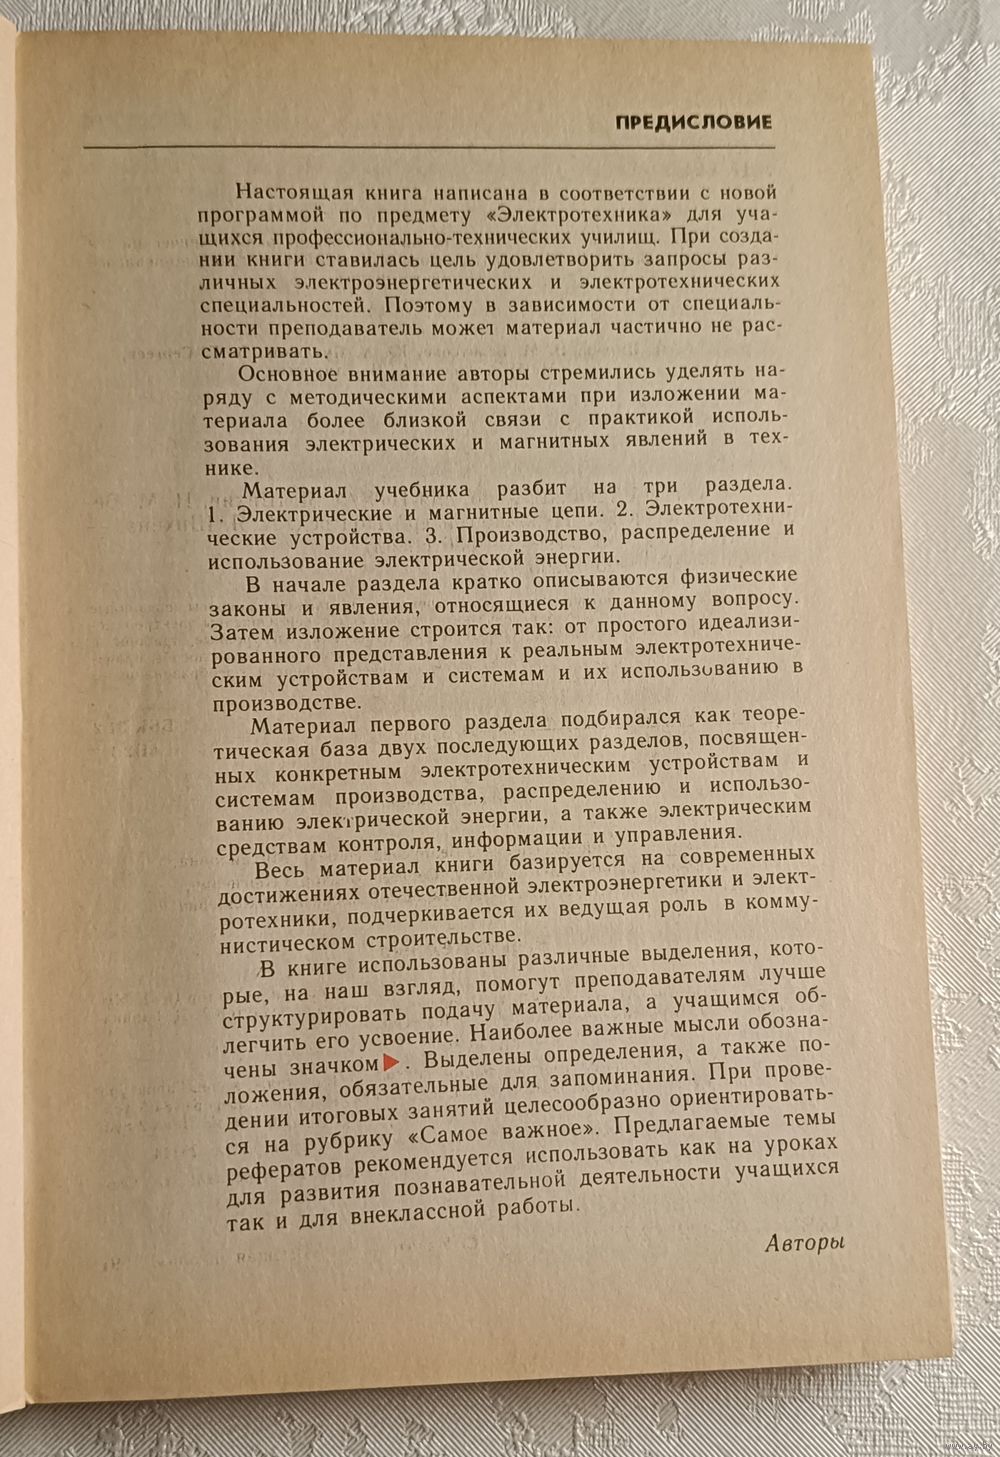 ПРЕДИСЛОВИЕ
Настоящая книга написана в соответствии с новой
программой по предмету «Электротехника» для уча-
щихся профессионально-технических училищ. При созда-
нии книги ставилась цель удовлетворить запросы раз-
личных электроэнергетических и электротехнических
специальностей. Поэтому в зависимости от специаль-
ности преподаватель может материал частично не рас-
сматривать.
Основное внимание авторы стремились уделять на-
ряду с методическими аспектами при изложении ма-
териала более близкой связи с практикой исполь-
зования электрических и магнитных явлений в тех-
нике.
Материал учебника разбит на три раздела.
1. Электрические и магнитные цепи. 2. Электротехни-
ческие устройства. 3. Производство, распределение и
использование электрической энергии.
В начале раздела кратко описываются физические
законы и явления, относящиеся к данному вопросу.
Затем изложение строится так: от простого идеализи-
рованного представления к реальным электротехниче-
ским устройствам и системам и их использованию в
производстве.
Материал первого раздела подбирался как теоре-
тическая база двух последующих разделов, посвящен-
ных конкретным электротехническим устройствам и
системам производства, распределению и использо-
ванию электрической энергии, а также электрическим
средствам контроля, информации и управления.
Весь материал книги базируется на современных
достижениях отечественной электроэнергетики и элект-
ротехники, подчеркивается их ведущая роль в комму-
нистическом строительстве.
В книге использованы различные выделения, кото-
рые, на наш взгляд, помогут преподавателям лучше
структурировать подачу материала, а учащимся об-
легчить его усвоение. Наиболее важные мысли обозна-
чены значком ▶. Выделены определения, а также по-
ложения, обязательные для запоминания. При прове-
дении итоговых занятий целесообразно ориентировать-
ся на рубрику «Самое важное». Предлагаемые темы
рефератов рекомендуется использовать как на уроках
для развития познавательной деятельности учащихся
так и для внеклассной работы.
Авторы
www.ay.by